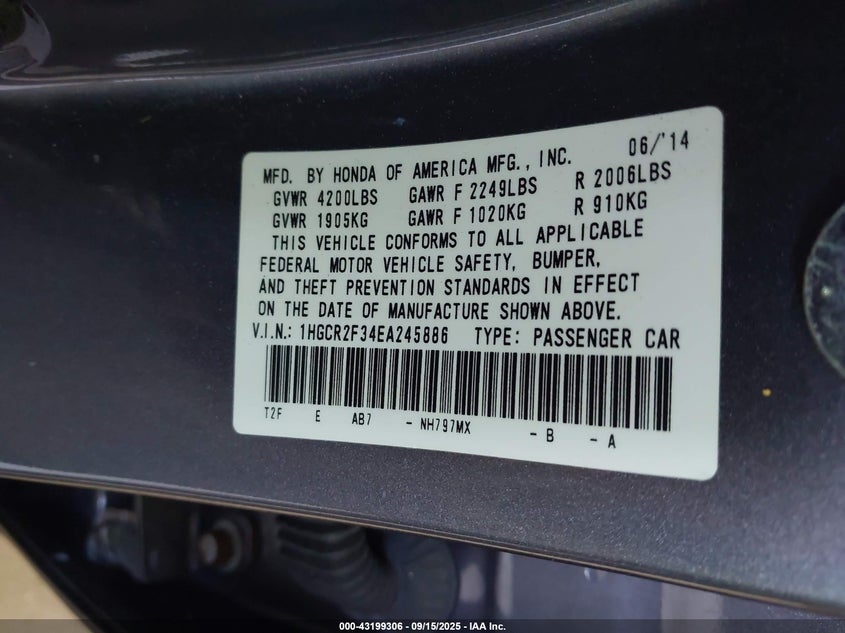 06/'14
MFD. BY HONDA OF AMERICA MFG., INC.
GVWR 4200LBS GAWR F 2249LBS R 2006LBS
GVWR 1905KG GAWR F 1020KG R 910KG
THIS VEHICLE CONFORMS TO ALL APPLICABLE
FEDERAL MOTOR VEHICLE SAFETY, BUMPER,
AND THEFT PREVENTION STANDARDS IN EFFECT
ON THE DATE OF MANUFACTURE SHOWN ABOVE.
V.I.N.: 1HGCR2F34EA245886 TYPE: PASSENGER CAR
T2F E AB7 - NH797MX - B - A
000-43199306 - 09/15/2025 - IAA Inc.